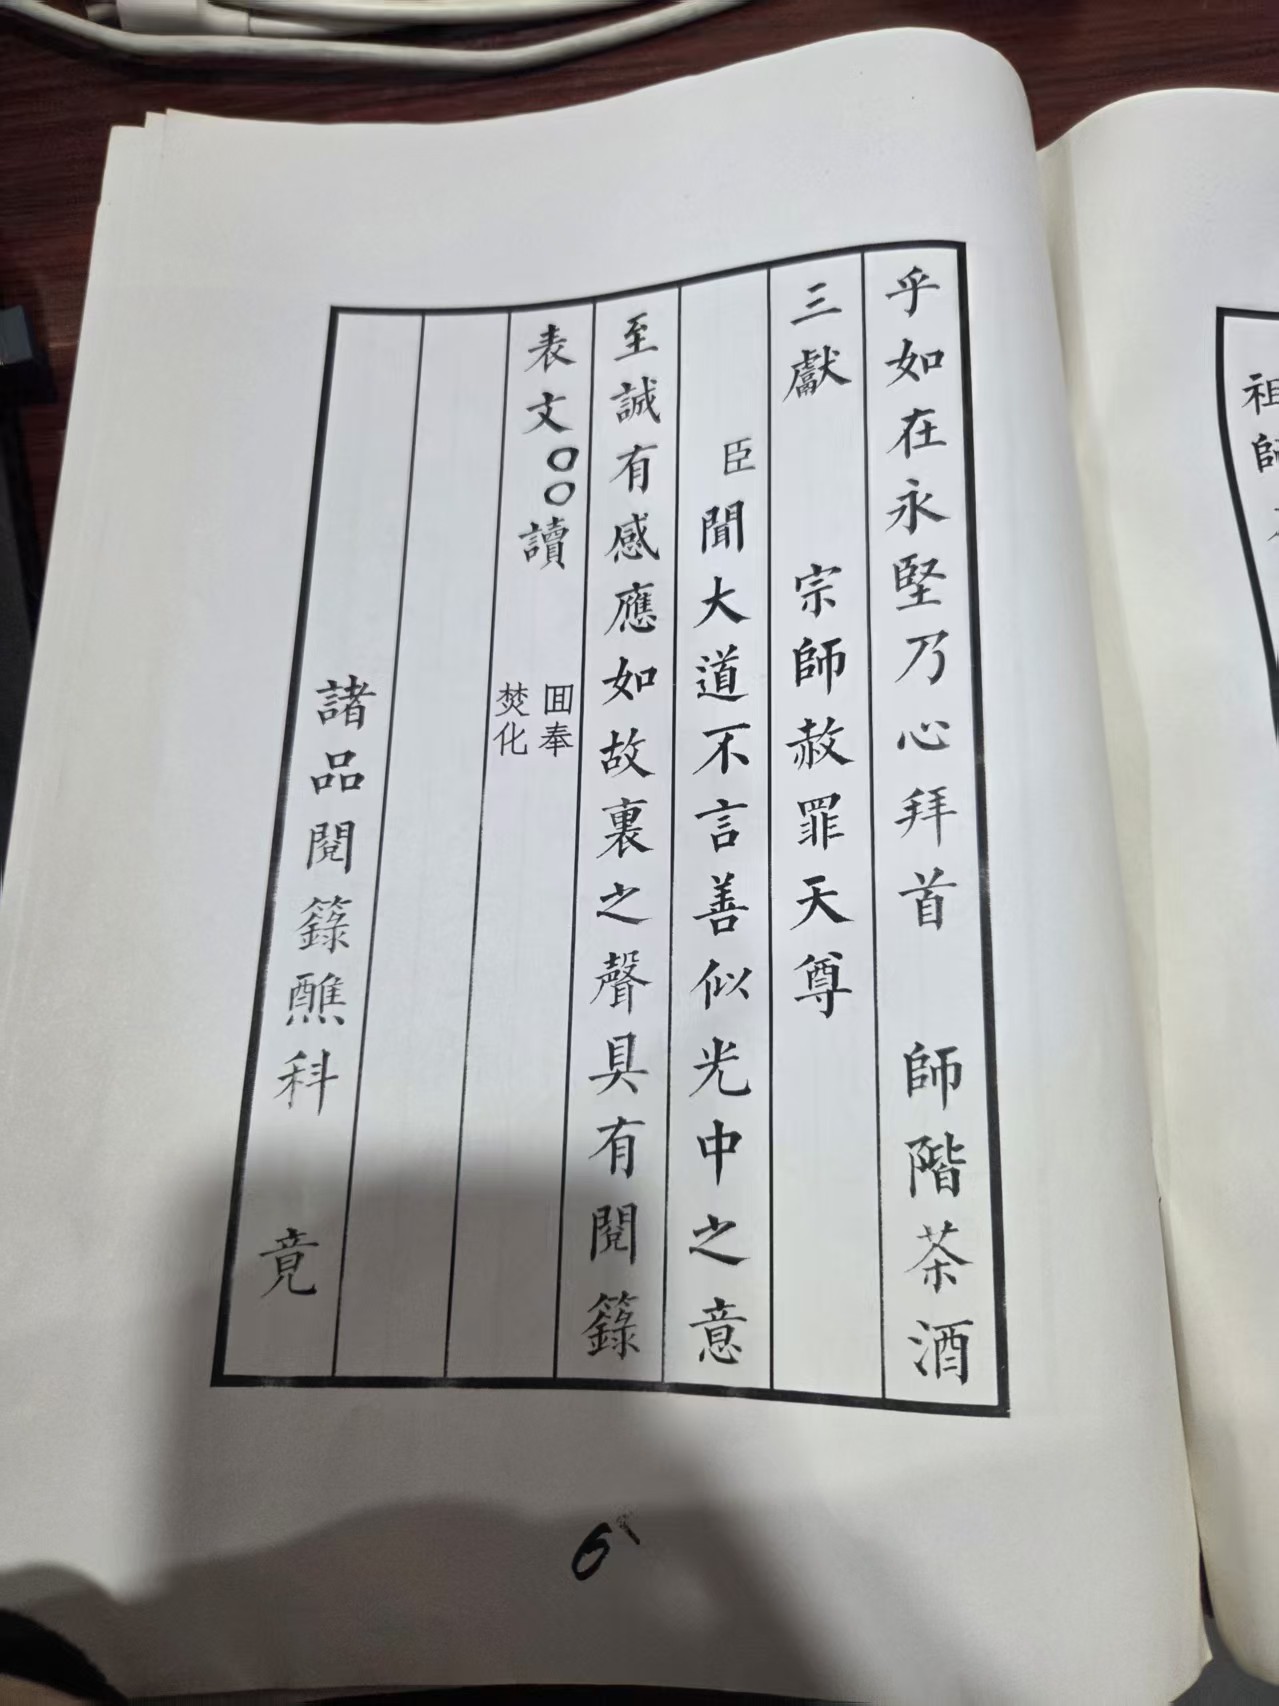 乎如在永堅乃心拜首　師階茶酒
三獻　宗師赦罪天尊
臣聞大道不言善似光中之意
至誠有感應如故裏之聲具有閱籙
表文〇〇讀　囬奉
焚化
諸品閱籙醮科　竟
6
祖師